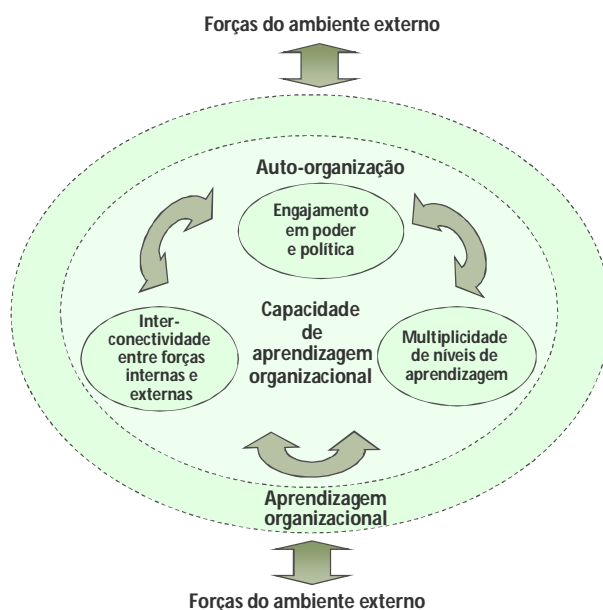 Forças do ambiente externo
Auto-organização
Engajamento
em poder
e política
Inter-
conectividade
entre forças
internas e
externas
Capacidade
de
aprendizagem
organizacional
Multiplicidade
de níveis de
aprendizagem
Aprendizagem
organizacional
Forças do ambiente externo